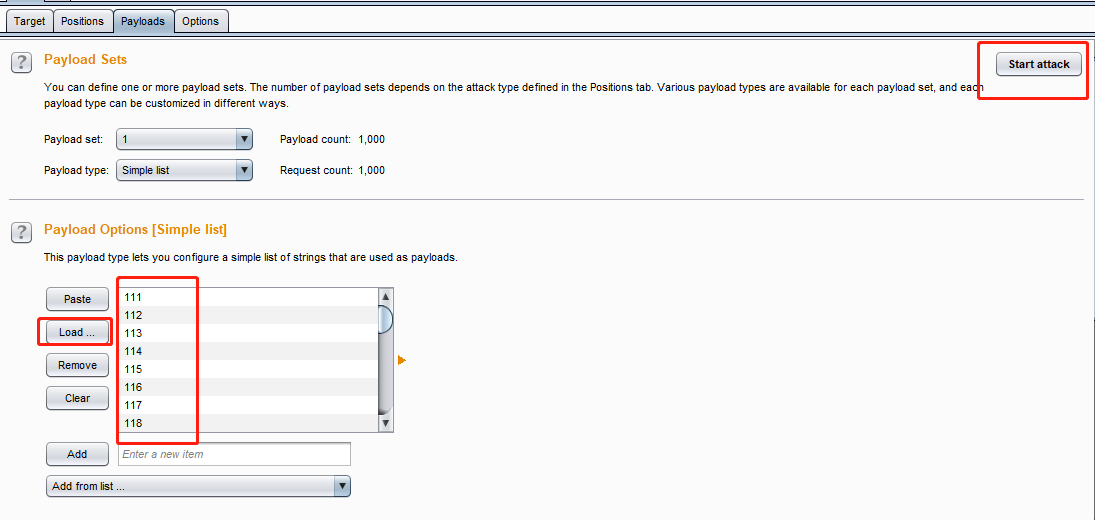 Target Positions Payloads Options
? Payload Sets Start attack
You can define one or more payload sets. The number of payload sets depends on the attack type defined in the Positions tab. Various payload types are available for each payload set, and each
payload type can be customized in different ways.
Payload set: 1 Payload count: 1,000
Payload type: Simple list Request count: 1,000
? Payload Options [Simple list]
This payload type lets you configure a simple list of strings that are used as payloads.
Paste
Load ...
Remove
Clear
111
112
113
114
115
116
117
118
Add Enter a new item
Add from list ...